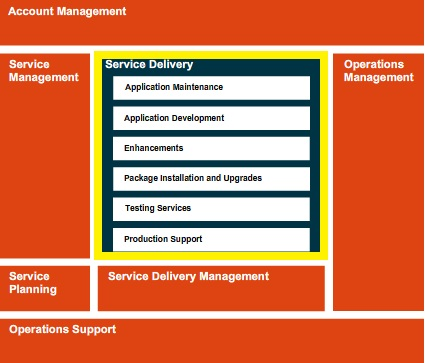 Account Management
Service
Management
Service Delivery
Application Maintenance
Application Development
Enhancements
Package Installation and Upgrades
Testing Services
Production Support
Operations
Management
Service
Planning
Service Delivery Management
Operations Support